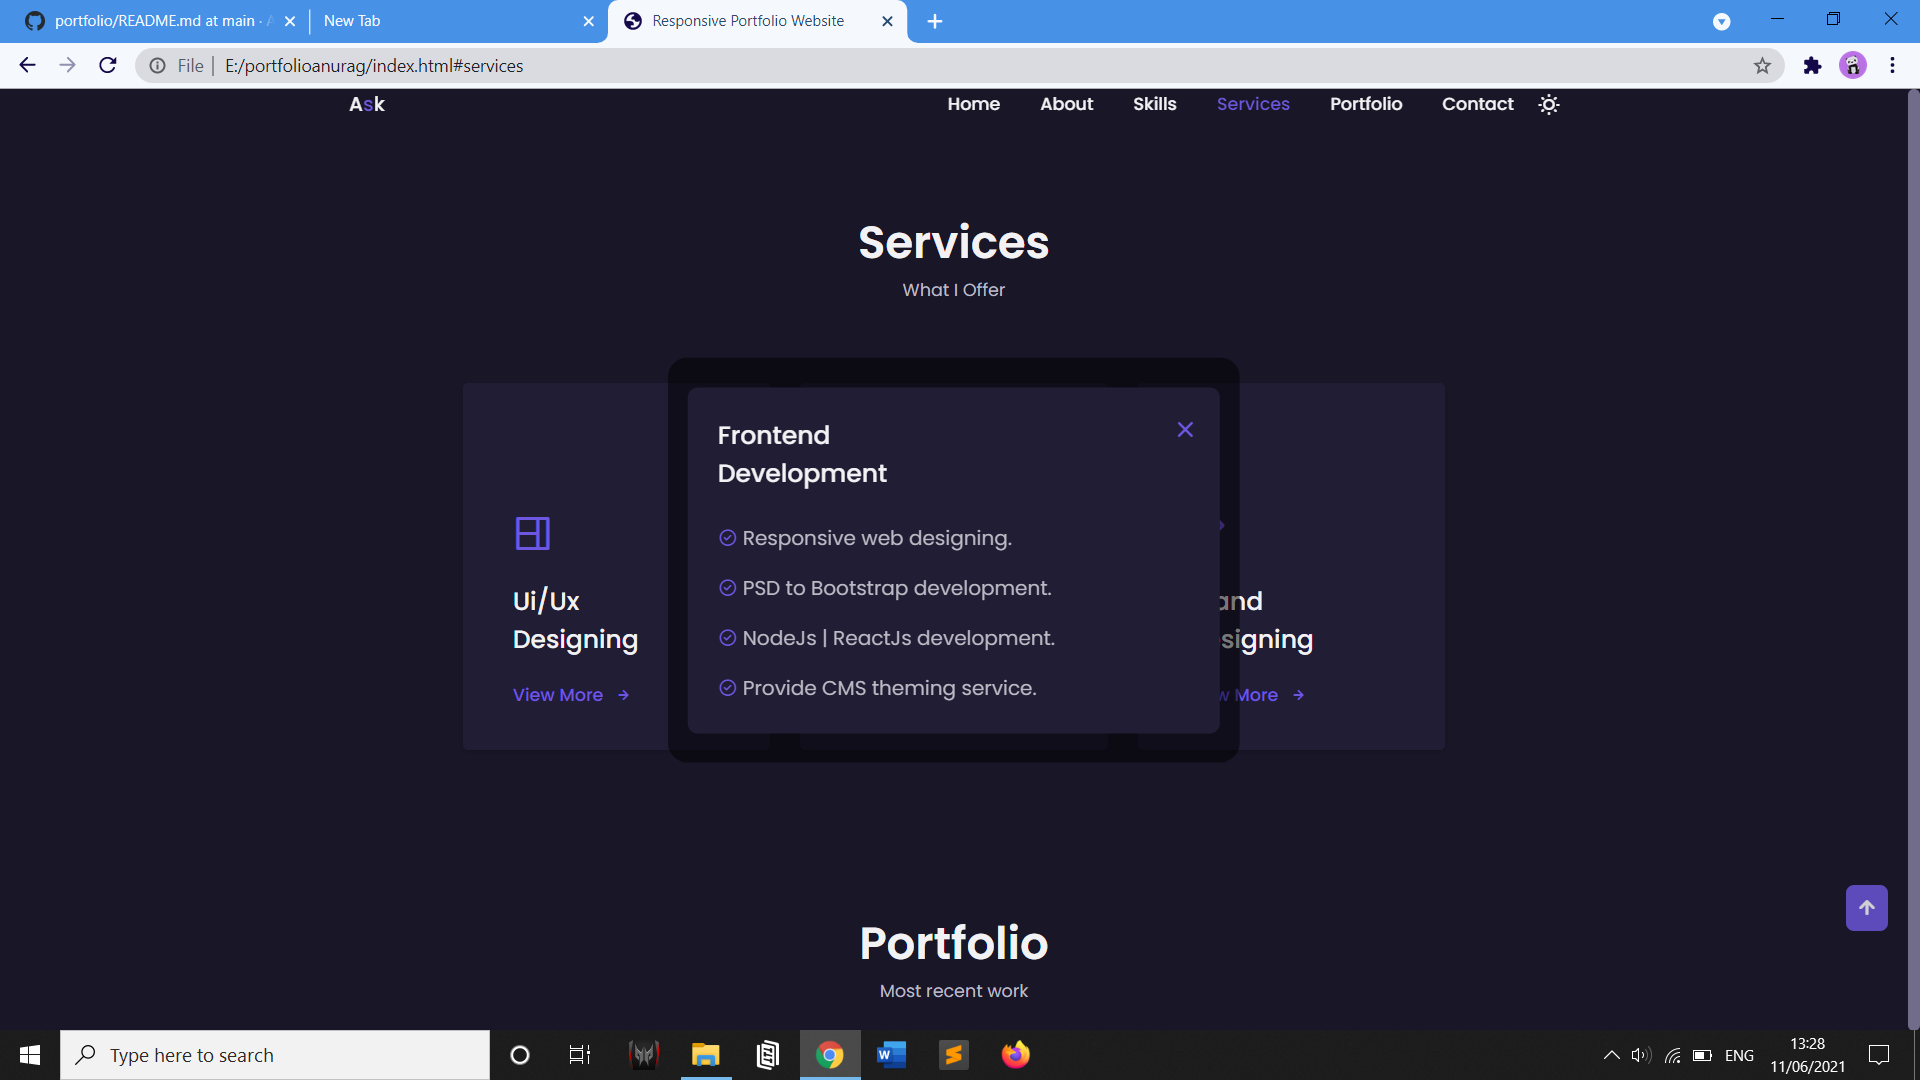 portfolio/README.md at main ·
New Tab
Responsive Portfolio Website
File | E:/portfolioanurag/index.html#services
Ask
Home About Skills Services Portfolio Contact
Services
What I Offer
Ui/Ux
Designing
View More
Frontend
Development
Responsive web designing.
PSD to Bootstrap development.
NodeJs | ReactJs development.
Provide CMS theming service.
and
signing
w More
Portfolio
Most recent work
Type here to search
ENG
13:28
11/06/2021